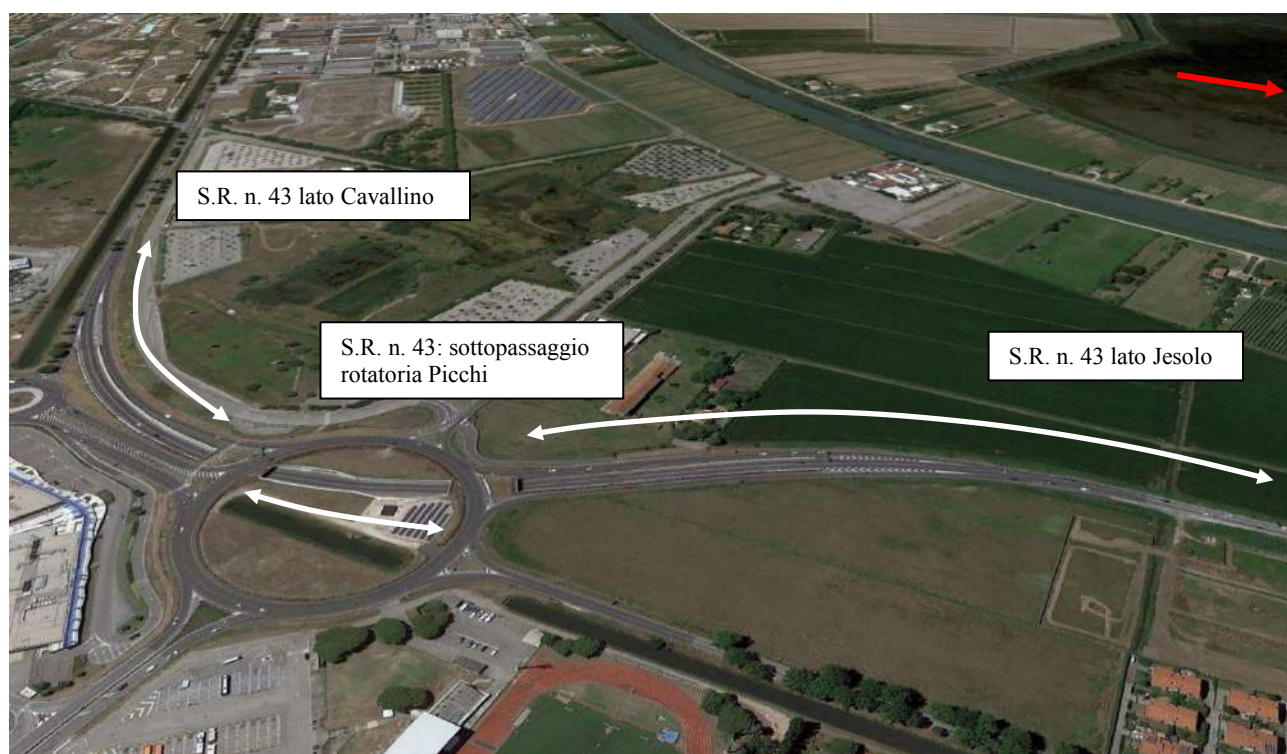 S.R. n. 43 lato Cavallino
S.R. n. 43: sottopassaggio
rotatoria Picchi
S.R. n. 43 lato Jesolo